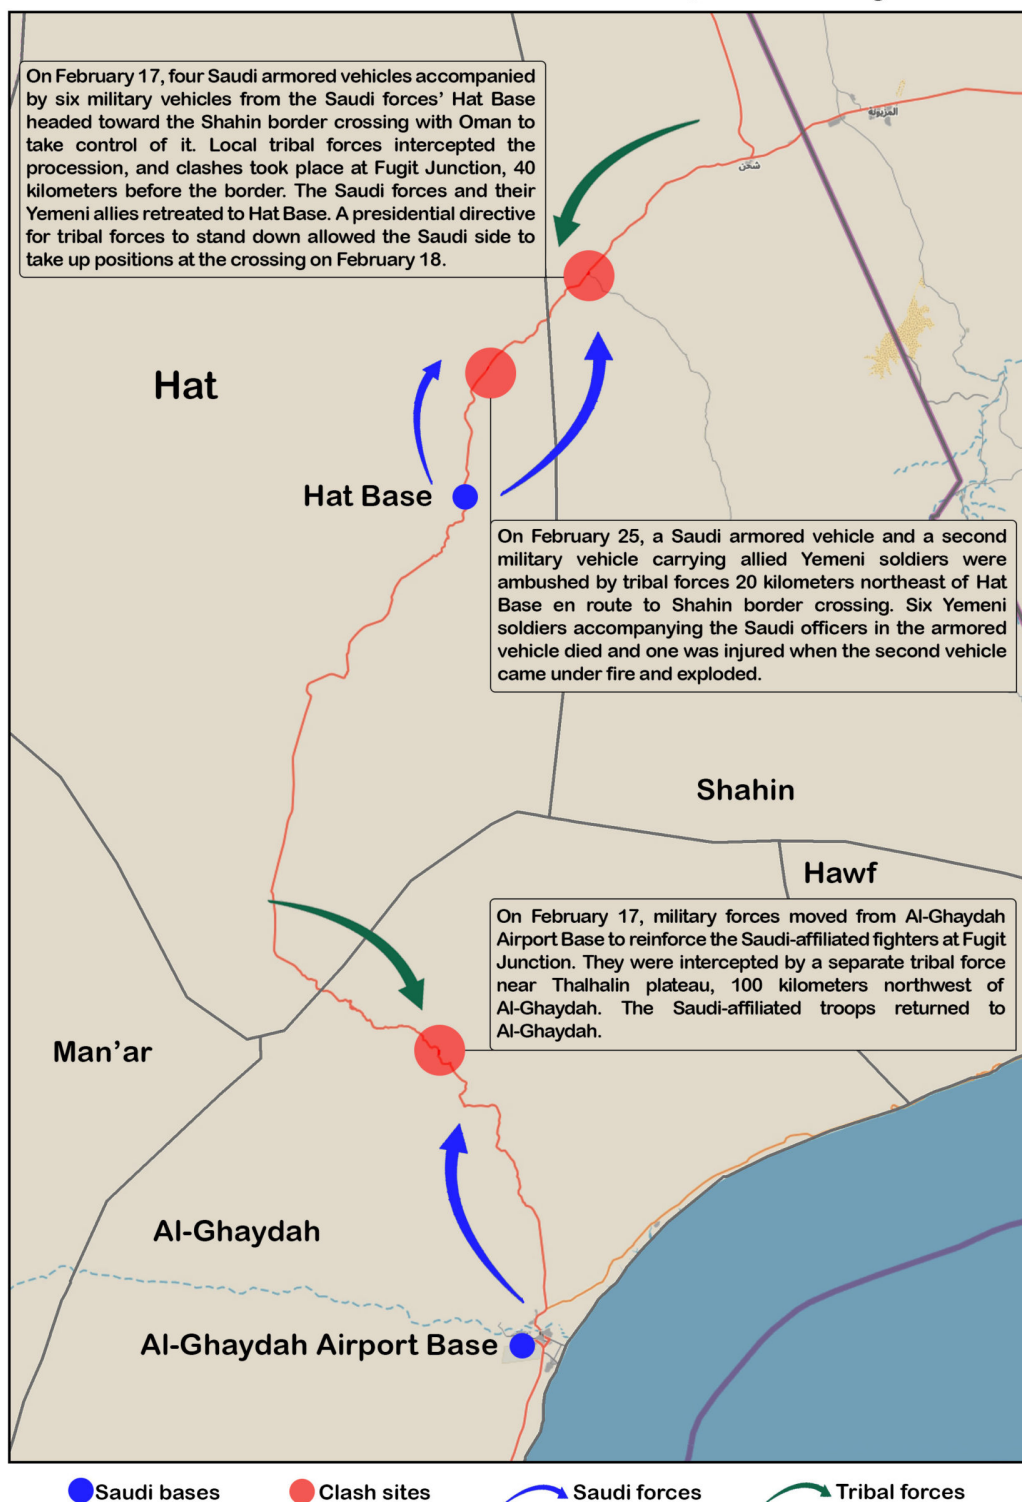 On February 17, four Saudi armored vehicles accompanied
by six military vehicles from the Saudi forces’ Hat Base
headed toward the Shahin border crossing with Oman to
take control of it. Local tribal forces intercepted the
procession, and clashes took place at Fugit Junction, 40
kilometers before the border. The Saudi forces and their
Yemeni allies retreated to Hat Base. A presidential directive
for tribal forces to stand down allowed the Saudi side to
take up positions at the crossing on February 18.
المزيونة
شحن
Hat
Hat Base
On February 25, a Saudi armored vehicle and a second
military vehicle carrying allied Yemeni soldiers were
ambushed by tribal forces 20 kilometers northeast of Hat
Base en route to Shahin border crossing. Six Yemeni
soldiers accompanying the Saudi officers in the armored
vehicle died and one was injured when the second vehicle
came under fire and exploded.
Shahin
Hawf
On February 17, military forces moved from Al-Ghaydah
Airport Base to reinforce the Saudi-affiliated fighters at Fugit
Junction. They were intercepted by a separate tribal force
near Thalhalin plateau, 100 kilometers northwest of
Al-Ghaydah. The Saudi-affiliated troops returned to
Al-Ghaydah.
Man’ar
Al-Ghaydah
Al-Ghaydah Airport Base
Saudi bases
Clash sites
Saudi forces
Tribal forces